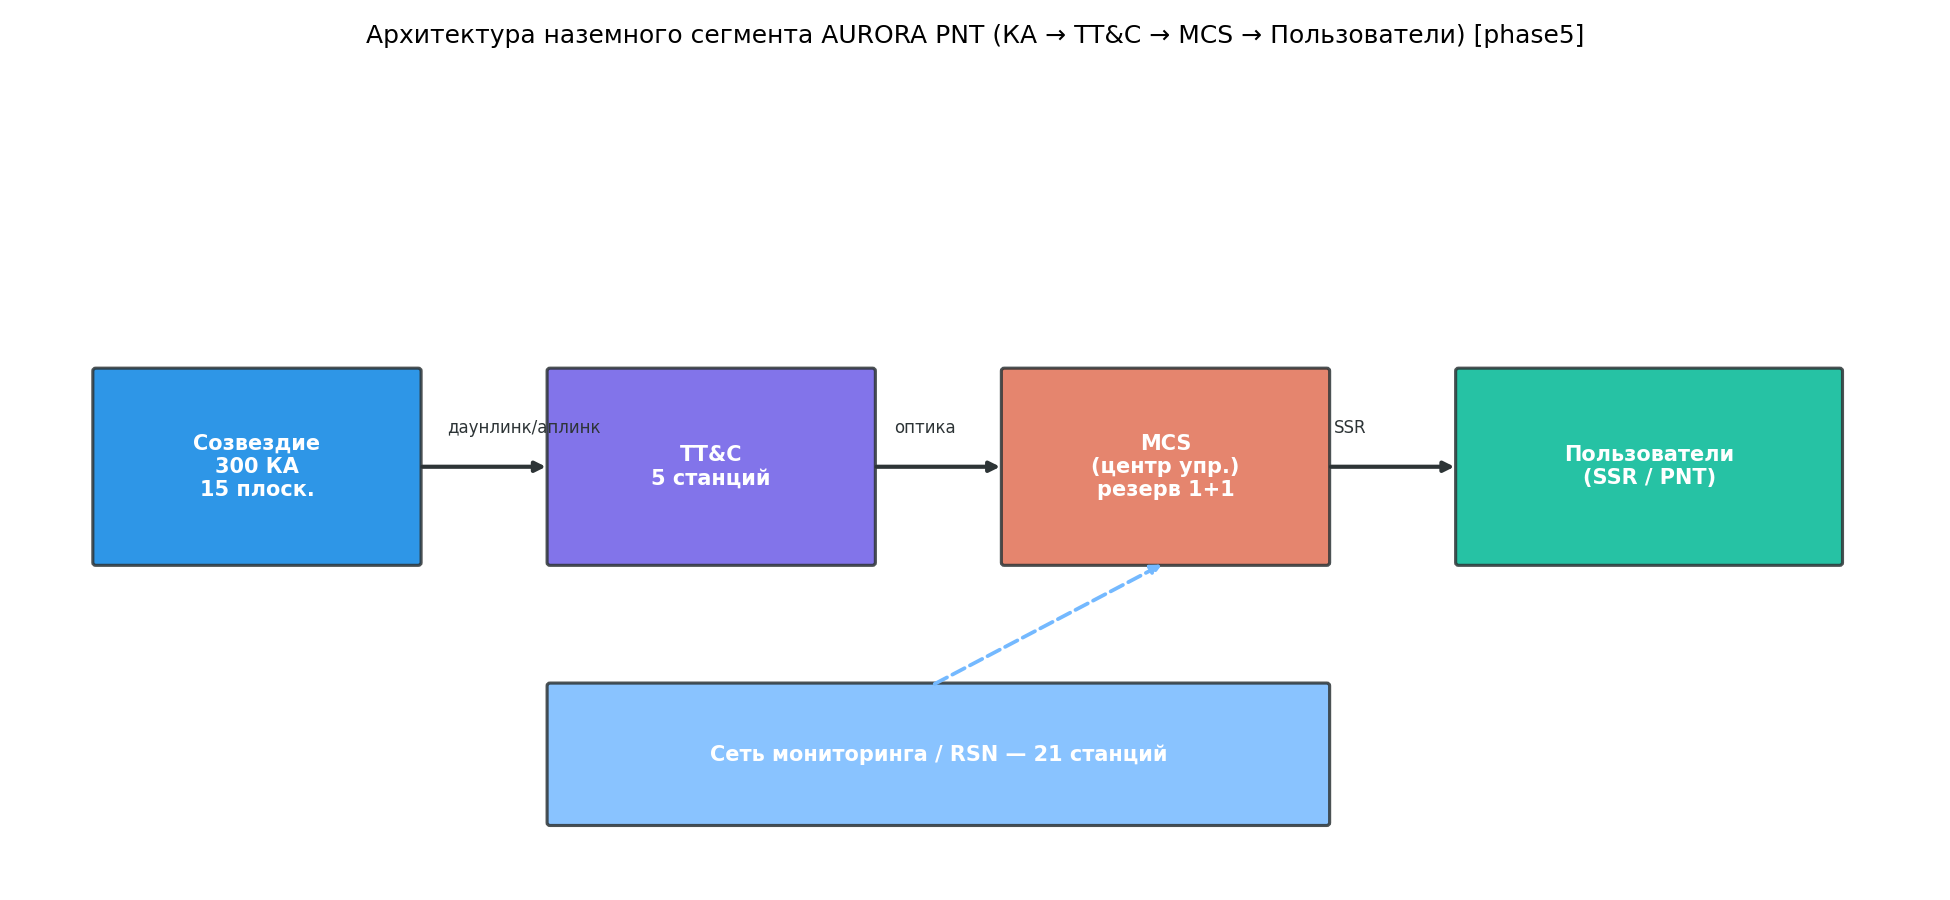 Архитектура наземного сегмента AURORA PNT (КА → TT&C → MCS → Пользователи) [phase5]
Созвездие
300 КА
15 плоск.
даунлинк/аплинк
TT&C
5 станций
оптика
MCS
(центр упр.)
резерв 1+1
SSR
Пользователи
(SSR / PNT)
Сеть мониторинга / RSN — 21 станций